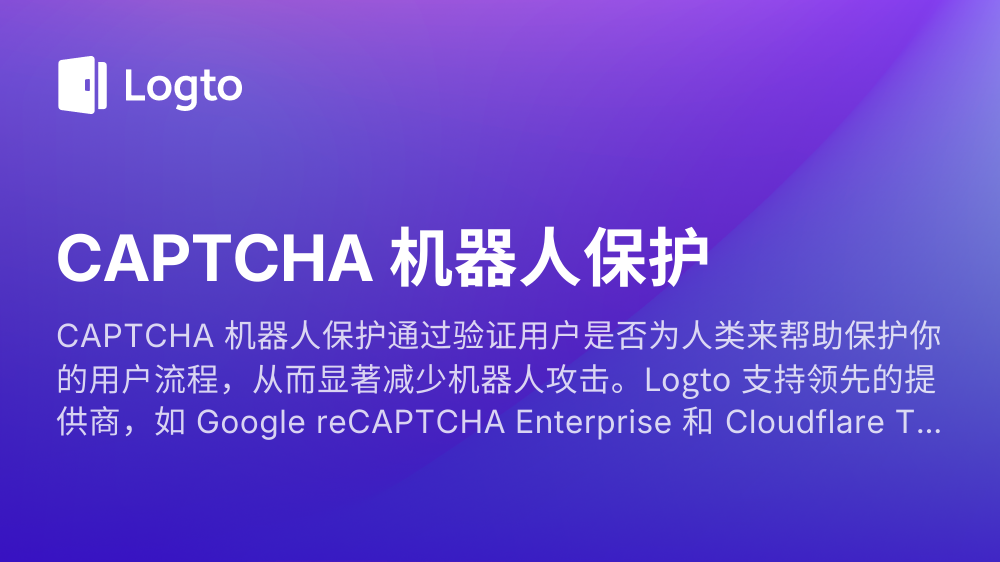 Logto
CAPTCHA 机器人保护
CAPTCHA 机器人保护通过验证用户是否为人类来帮助保护你
的用户流程，从而显著减少机器人攻击。Logto 支持领先的提
供商，如 Google reCAPTCHA Enterprise 和 Cloudflare T...